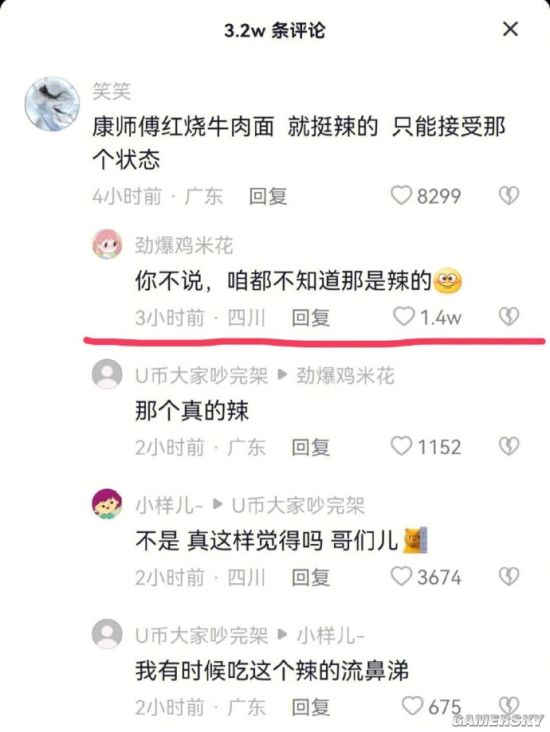 3.2w 条评论
笑笑
康师傅红烧牛肉面 就挺辣的 只能接受那
个状态
4小时前 · 广东 回复 8299
劲爆鸡米花
你不说，咱都不知道那是辣的
3小时前 · 四川 回复 1.4w
U币大家吵完架 ▶ 劲爆鸡米花
那个真的辣
2小时前 · 广东 回复 1152
小样儿- ▶ U币大家吵完架
不是 真这样觉得吗 哥们儿
2小时前 · 四川 回复 3674
U币大家吵完架 ▶ 小样儿-
我有时候吃这个辣的流鼻涕
2小时前 · 广东 回复 675
GAMERSKY